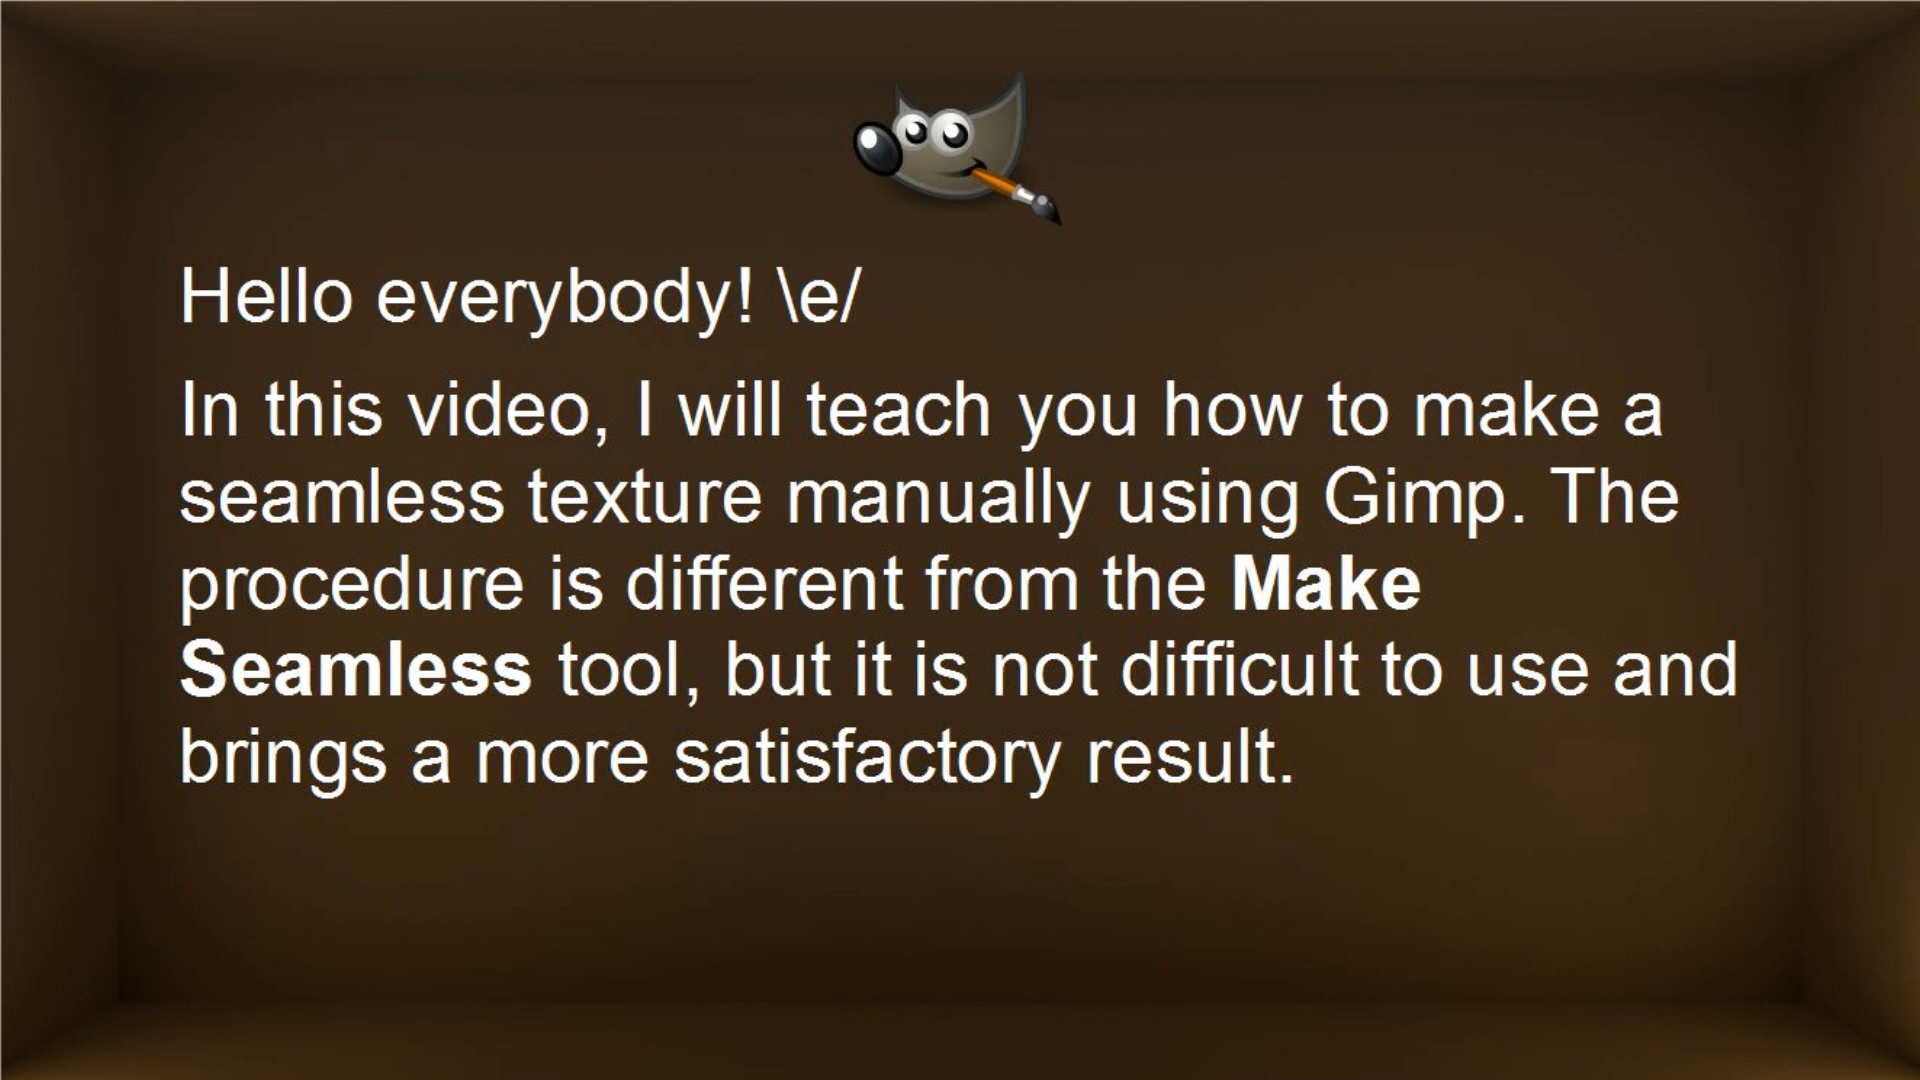 Hello everybody! \e/
In this video, I will teach you how to make a
seamless texture manually using Gimp. The
procedure is different from the Make
Seamless tool, but it is not difficult to use and
brings a more satisfactory result.